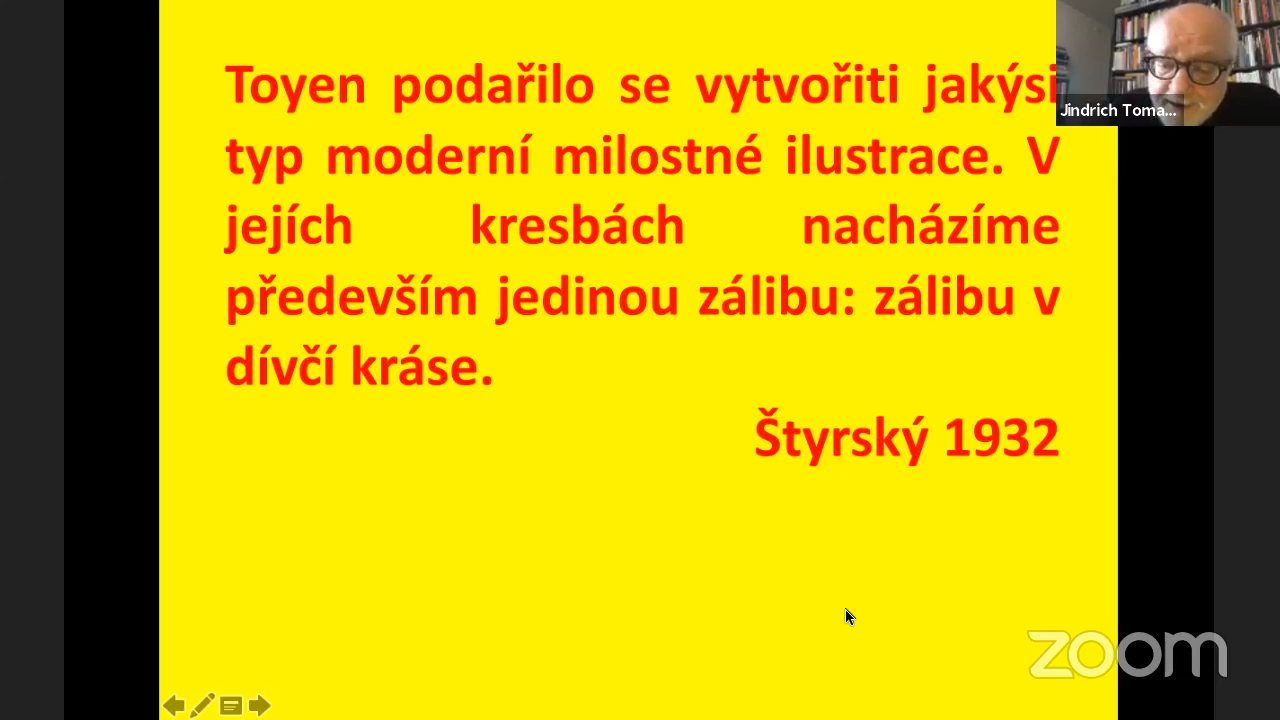 Toyen podařilo se vytvořiti jakýsi
typ moderní milostné ilustrace. V
jejích kresbách nacházíme
především jedinou zálibu: zálibu v
dívčí kráse.
Štyrský 1932
Jindrich Toma...
zoom